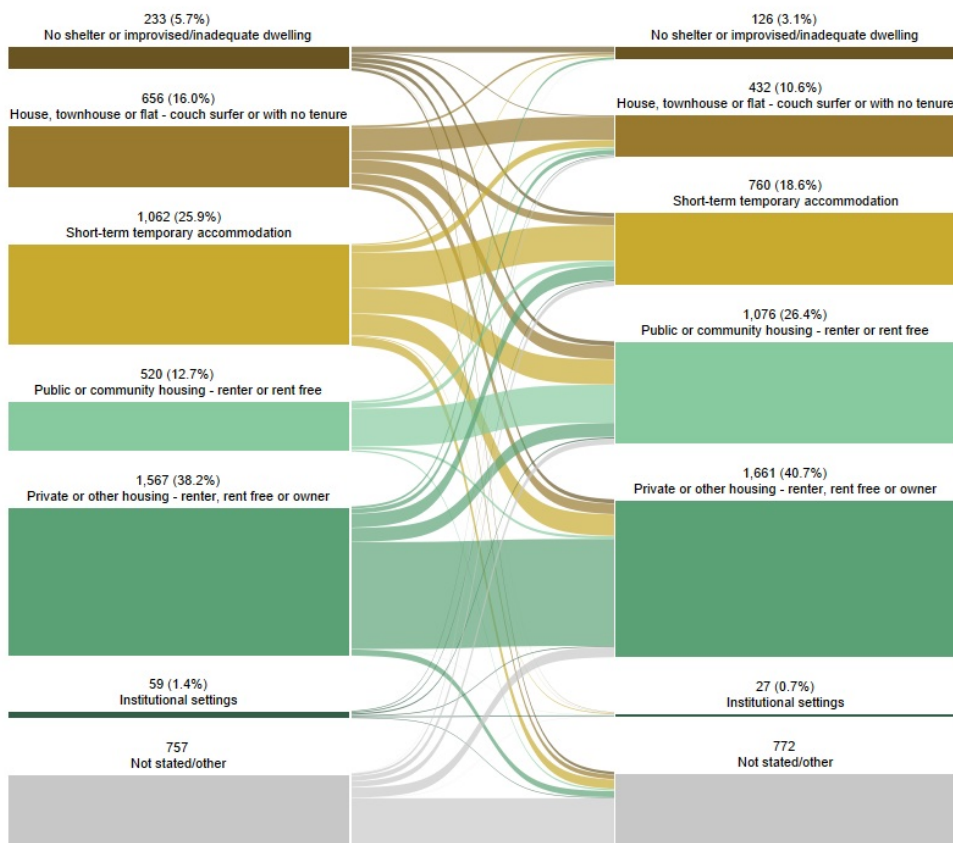 233 (5.7%)
No shelter or improvised/inadequate dwelling
656 (16.0%)
House, townhouse or flat - couch surfer or with no tenure
1,062 (25.9%)
Short-term temporary accommodation
520 (12.7%)
Public or community housing - renter or rent free
1,567 (38.2%)
Private or other housing - renter, rent free or owner
59 (1.4%)
Institutional settings
757
Not stated/other
126 (3.1%)
No shelter or improvised/inadequate dwelling
432 (10.6%)
House, townhouse or flat - couch surfer or with no tenure
760 (18.6%)
Short-term temporary accommodation
1,076 (26.4%)
Public or community housing - renter or rent free
1,661 (40.7%)
Private or other housing - renter, rent free or owner
27 (0.7%)
Institutional settings
772
Not stated/other